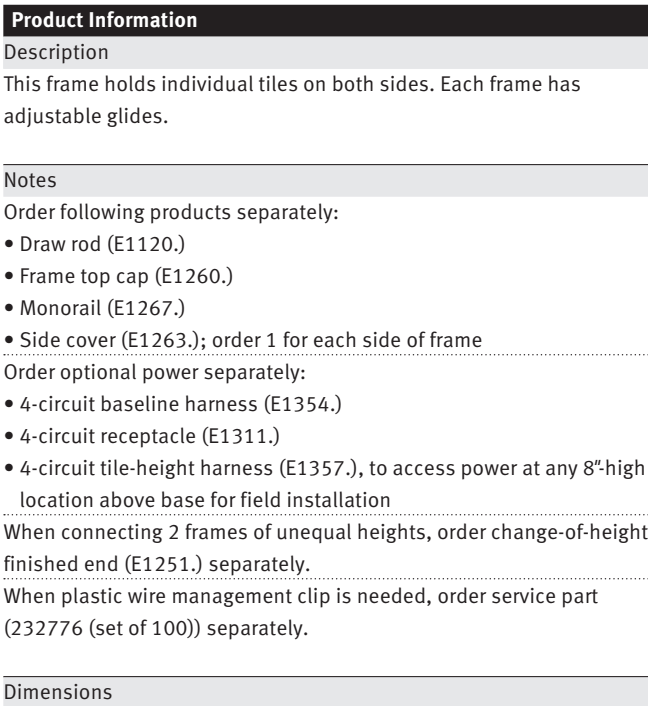 Product Information
Description
This frame holds individual tiles on both sides. Each frame has
adjustable glides.
Notes
Order following products separately:
• Draw rod (E1120.)
• Frame top cap (E1260.)
• Monorail (E1267.)
• Side cover (E1263.); order 1 for each side of frame
Order optional power separately:
• 4-circuit baseline harness (E1354.)
• 4-circuit receptacle (E1311.)
• 4-circuit tile-height harness (E1357.), to access power at any 8"-high
location above base for field installation
When connecting 2 frames of unequal heights, order change-of-height
finished end (E1251.) separately.
When plastic wire management clip is needed, order service part
(232776 (set of 100)) separately.
Dimensions